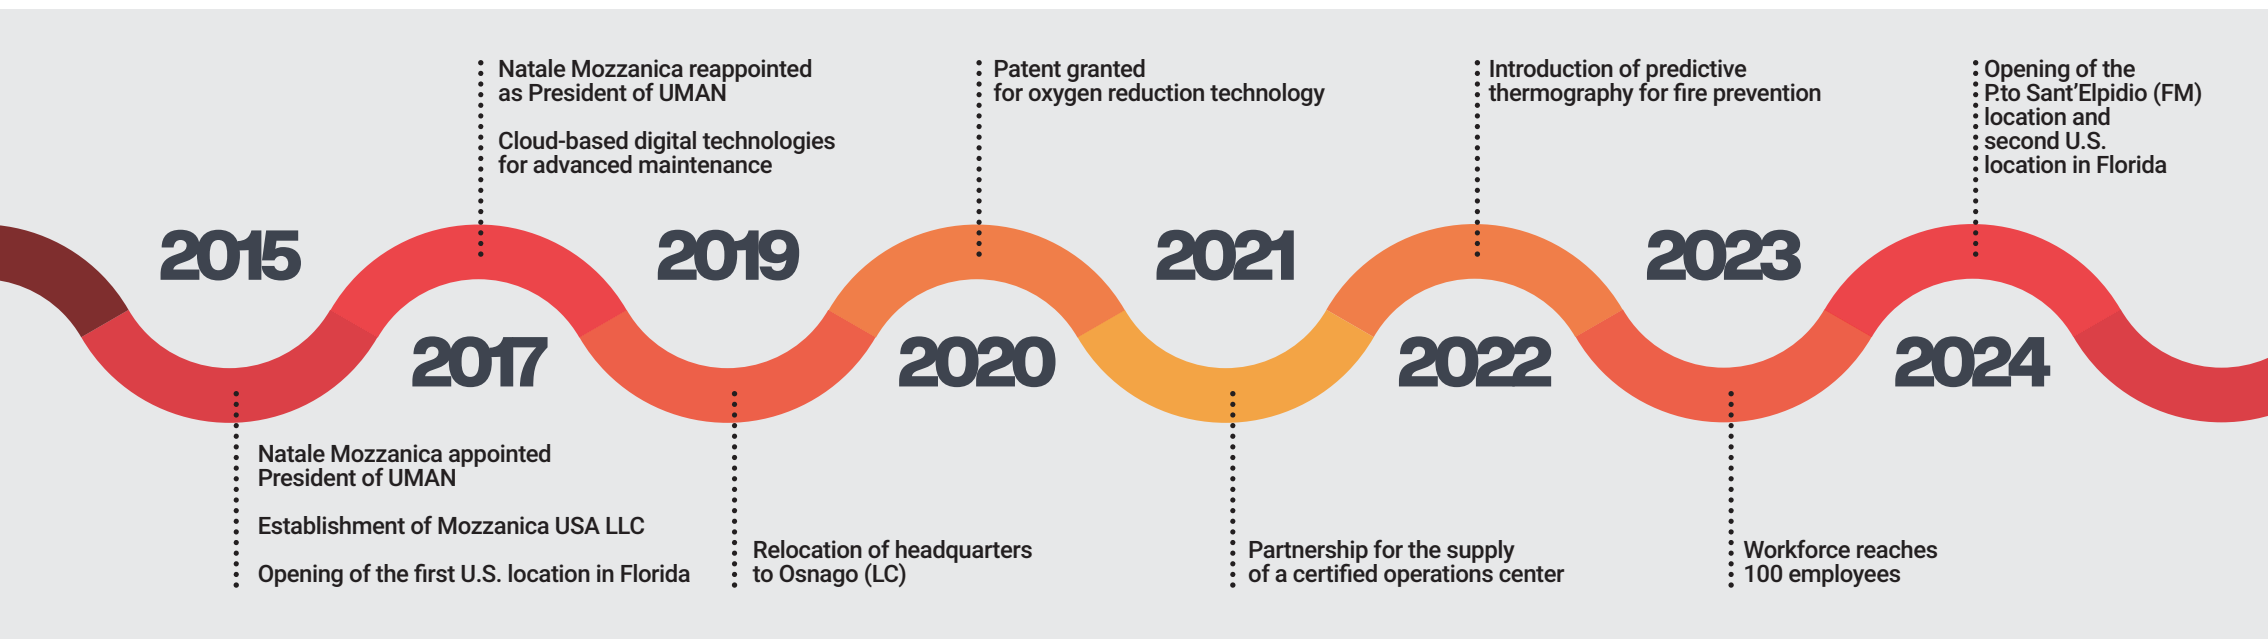 2015
Natale Mozzanica appointed
President of UMAN
Establishment of Mozzanica USA LLC
Opening of the first U.S. location in Florida
Natale Mozzanica reappointed
as President of UMAN
Cloud-based digital technologies
for advanced maintenance
2017
2019
Relocation of headquarters
to Osnago (LC)
Patent granted
for oxygen reduction technology
2020
2021
Partnership for the supply
of a certified operations center
Introduction of predictive
thermography for fire prevention
2022
2023
Workforce reaches
100 employees
Opening of the
P.to Sant'Elpidio (FM)
location and
second U.S.
location in Florida
2024